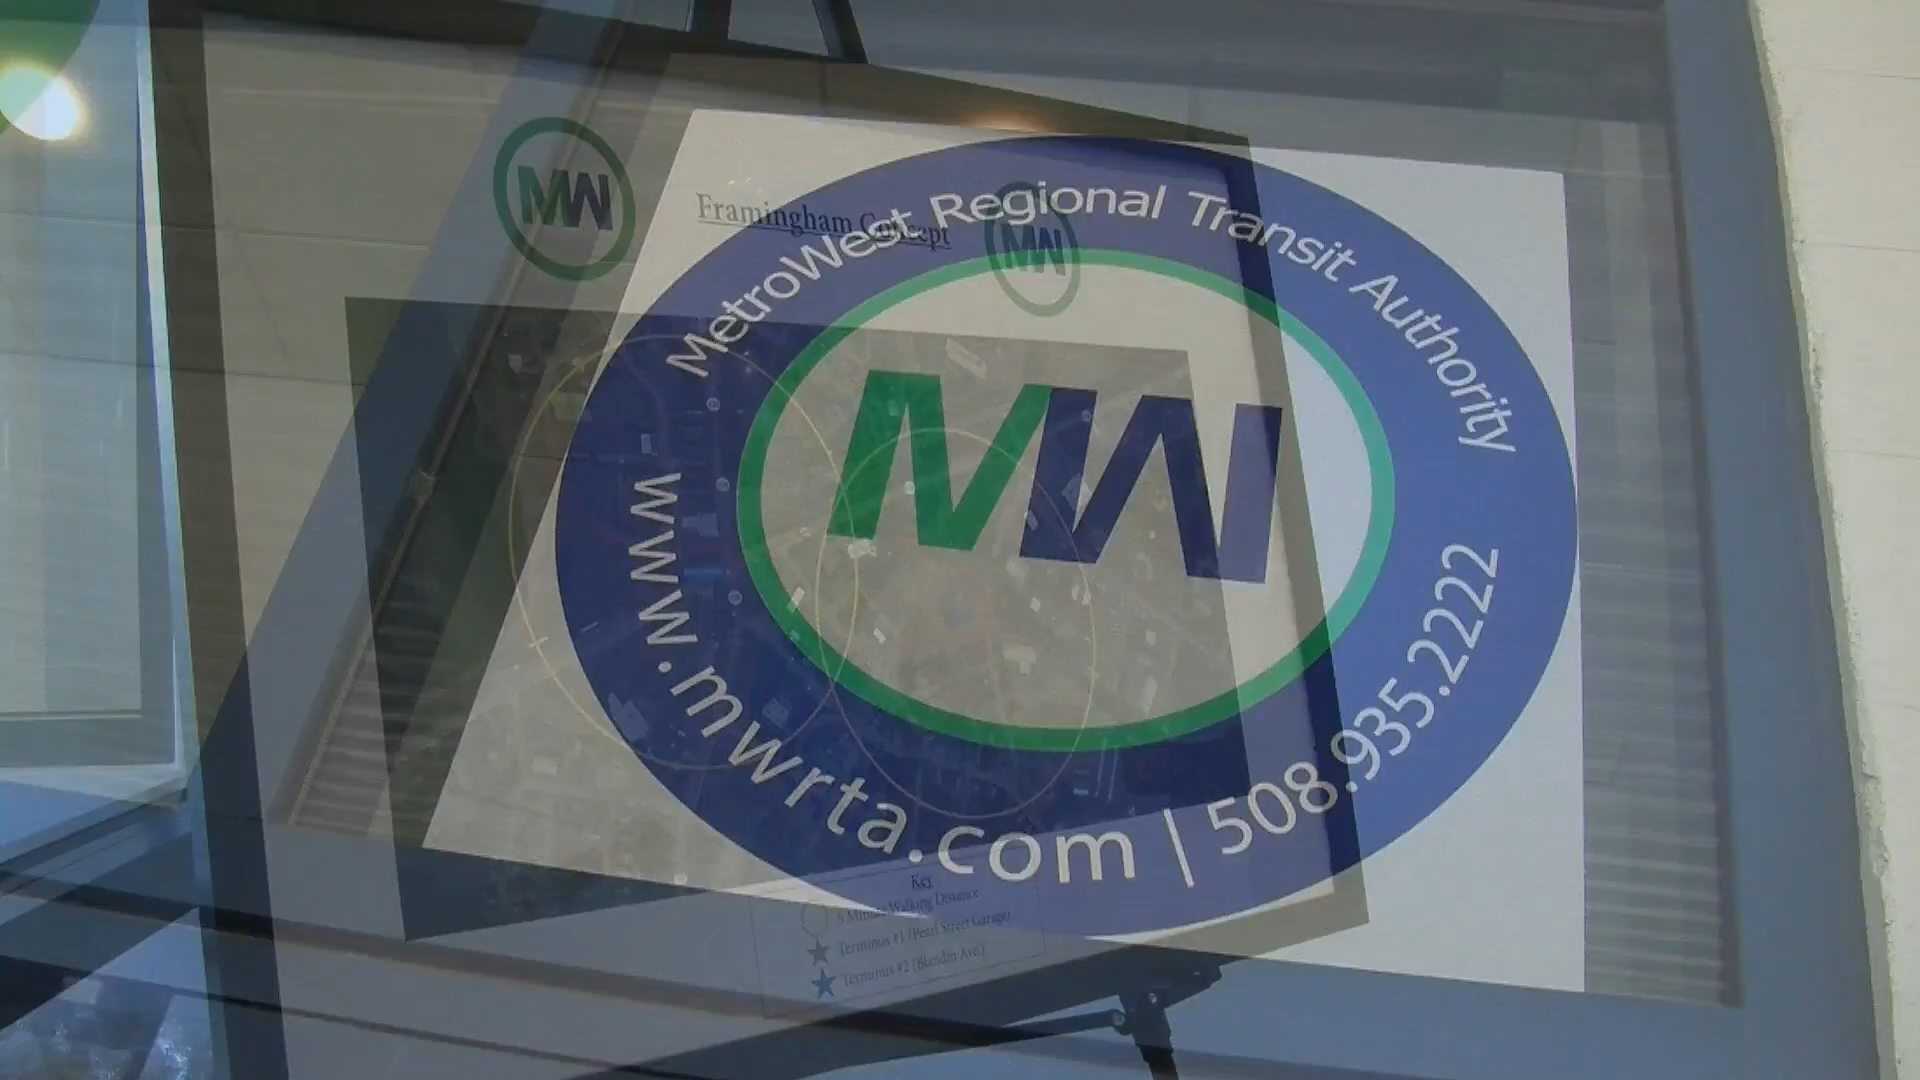 MW
Framingham Concept
MW
MetroWest Regional Transit Authority
MW
www.mwrta.com | 508.935.2222
Key
5 Minute Walking Distance
Terminus #1 (Pearl Street Garage)
Terminus #2 (Blandin Ave.)